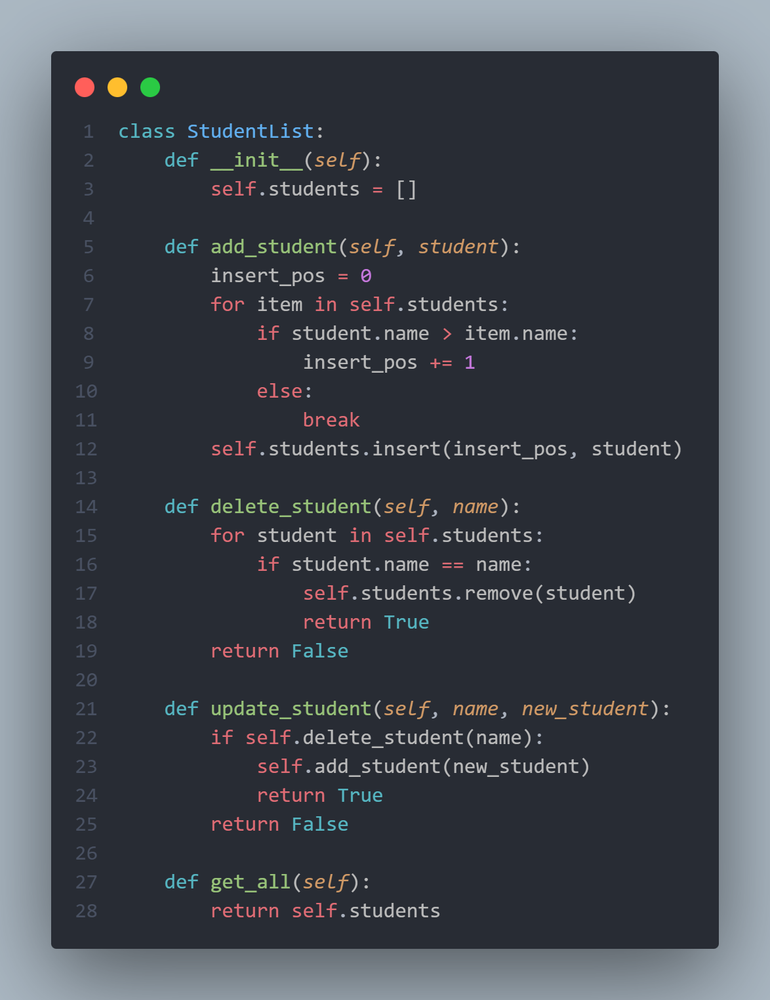 1 class StudentList:
2     def __init__(self):
3         self.students = []
4
5     def add_student(self, student):
6         insert_pos = 0
7         for item in self.students:
8             if student.name > item.name:
9                 insert_pos += 1
10             else:
11                 break
12         self.students.insert(insert_pos, student)
13
14     def delete_student(self, name):
15         for student in self.students:
16             if student.name == name:
17                 self.students.remove(student)
18                 return True
19         return False
20
21     def update_student(self, name, new_student):
22         if self.delete_student(name):
23             self.add_student(new_student)
24             return True
25         return False
26
27     def get_all(self):
28         return self.students